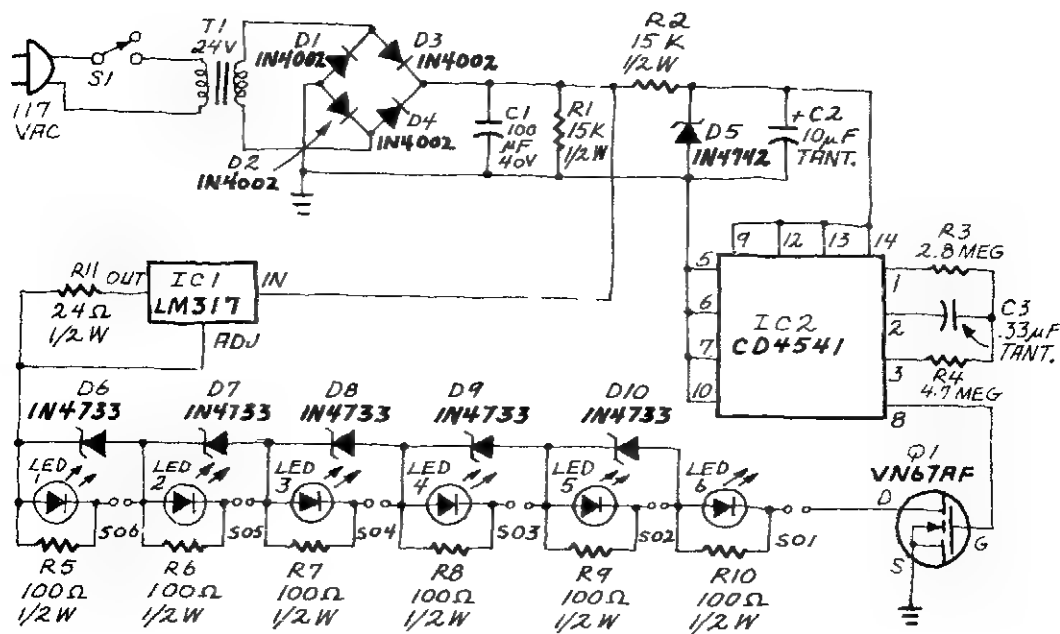 T1
24V
S1
117
VAC
D1
1N4002
D3
1N4002
D2
1N4002
D4
1N4002
C1
100
µF
40V
R1
15K
1/2W
R2
15K
1/2W
D5
1N4742
+C2
10µF
TANT.
R11
24Ω
1/2W
OUT
IC1
LM317
IN
ADJ
9 12 13 14
5
6
7
10
IC2
CD4541
1
2
3
8
R3
2.8 MEG
C3
.33µF
TANT.
R4
4.7 MEG
D6
1N4733
D7
1N4733
D8
1N4733
D9
1N4733
D10
1N4733
LED
1
LED
2
LED
3
LED
4
LED
5
LED
6
SO6
SO5
SO4
SO3
SO2
SO1
R5
100Ω
1/2W
R6
100Ω
1/2W
R7
100Ω
1/2W
R8
100Ω
1/2W
R9
100Ω
1/2W
R10
100Ω
1/2W
Q1
VN67AF
D
G
S